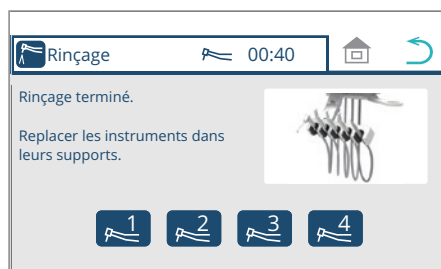 Rinçage 00:40
Rinçage terminé.
Replacer les instruments dans
leurs supports.
1 2 3 4